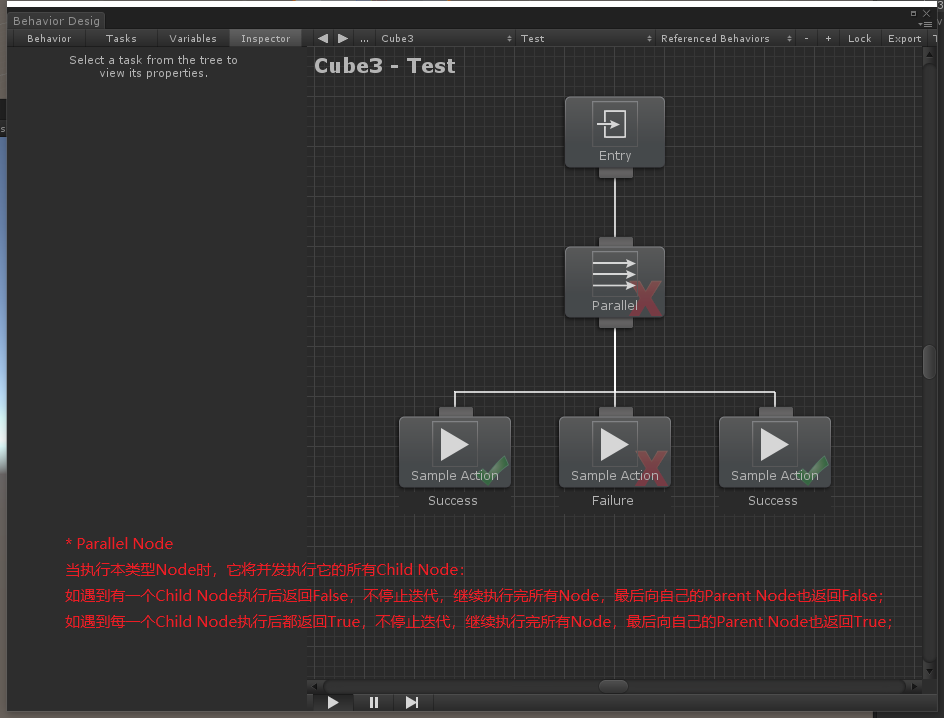 Behavior Desig
Behavior Tasks Variables Inspector ... Cube3 Test Referenced Behaviors - + Lock Export
Select a task from the tree to
view its properties.
Cube3 - Test
Entry
Parallel
Sample Action Sample Action Sample Action
Success Failure Success
* Parallel Node
当执行本类型Node时，它将并发执行它的所有Child Node：
如遇到有一个Child Node执行后返回False，不停止迭代，继续执行完所有Node，最后向自己的Parent Node也返回False；
如遇到每一个Child Node执行后都返回True，不停止迭代，继续执行完所有Node，最后向自己的Parent Node也返回True；